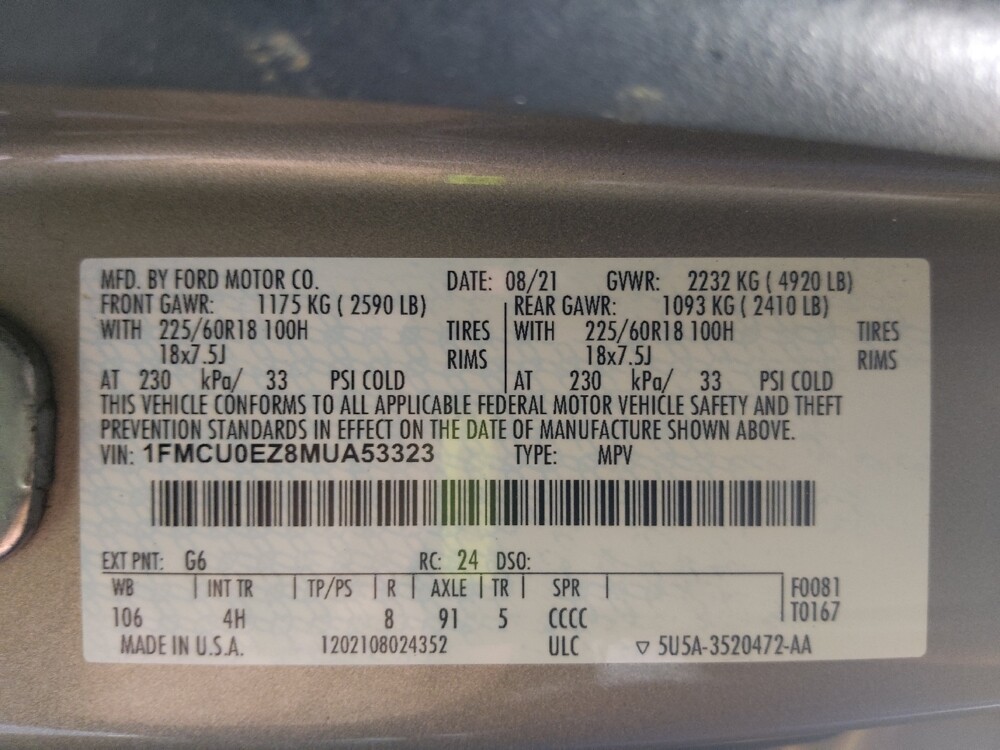 MFD. BY FORD MOTOR CO. DATE: 08/21 GVWR: 2232 KG ( 4920 LB)
FRONT GAWR: 1175 KG ( 2590 LB) REAR GAWR: 1093 KG ( 2410 LB)
WITH 225/60R18 100H TIRES WITH 225/60R18 100H TIRES
18x7.5J RIMS 18x7.5J RIMS
AT 230 kPa/ 33 PSI COLD AT 230 kPa/ 33 PSI COLD
THIS VEHICLE CONFORMS TO ALL APPLICABLE FEDERAL MOTOR VEHICLE SAFETY AND THEFT
PREVENTION STANDARDS IN EFFECT ON THE DATE OF MANUFACTURE SHOWN ABOVE.
VIN: 1FMCU0EZ8MUA53323 TYPE: MPV
EXT PNT: G6 RC: 24 DSO:
WB INT TR TP/PS R AXLE TR SPR F0081
106 4H 8 91 5 CCCC T0167
MADE IN U.S.A. 1202108024352 ULC ▽ 5U5A-3520472-AA